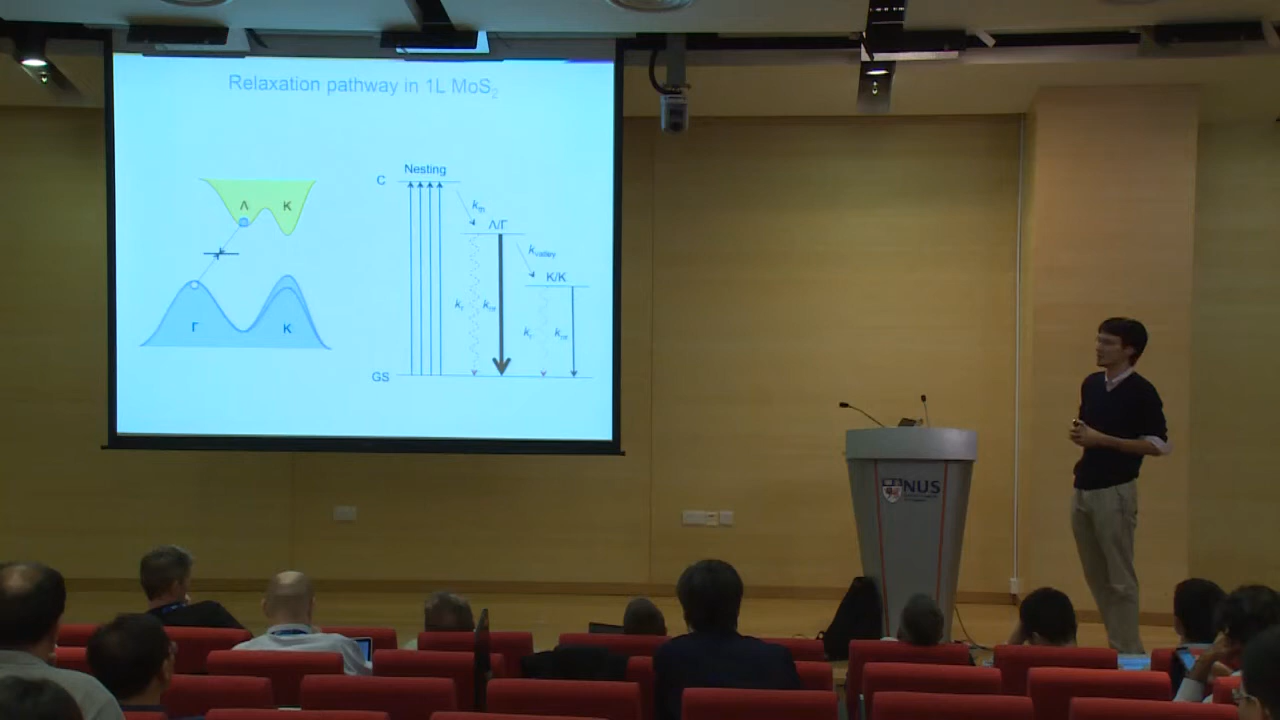 Relaxation pathway in 1L MoS2
Nesting
C
kth
Λ/Γ
kvalley
K/K
kr
knr
kr
knr
GS
Λ
K
Γ
K
NUS